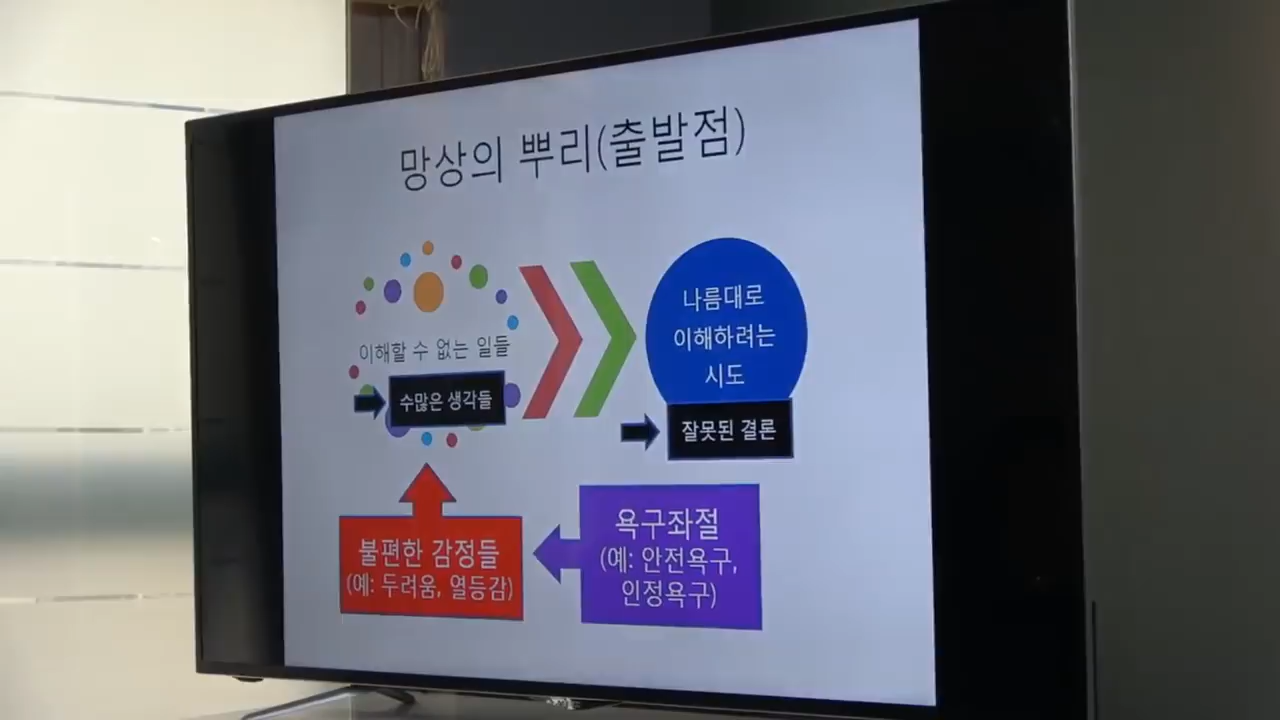 망상의 뿌리(출발점)
이해할 수 없는 일들
수많은 생각들
나름대로
이해하려는
시도
잘못된 결론
불편한 감정들
(예: 두려움, 열등감)
욕구좌절
(예: 안전욕구,
인정욕구)